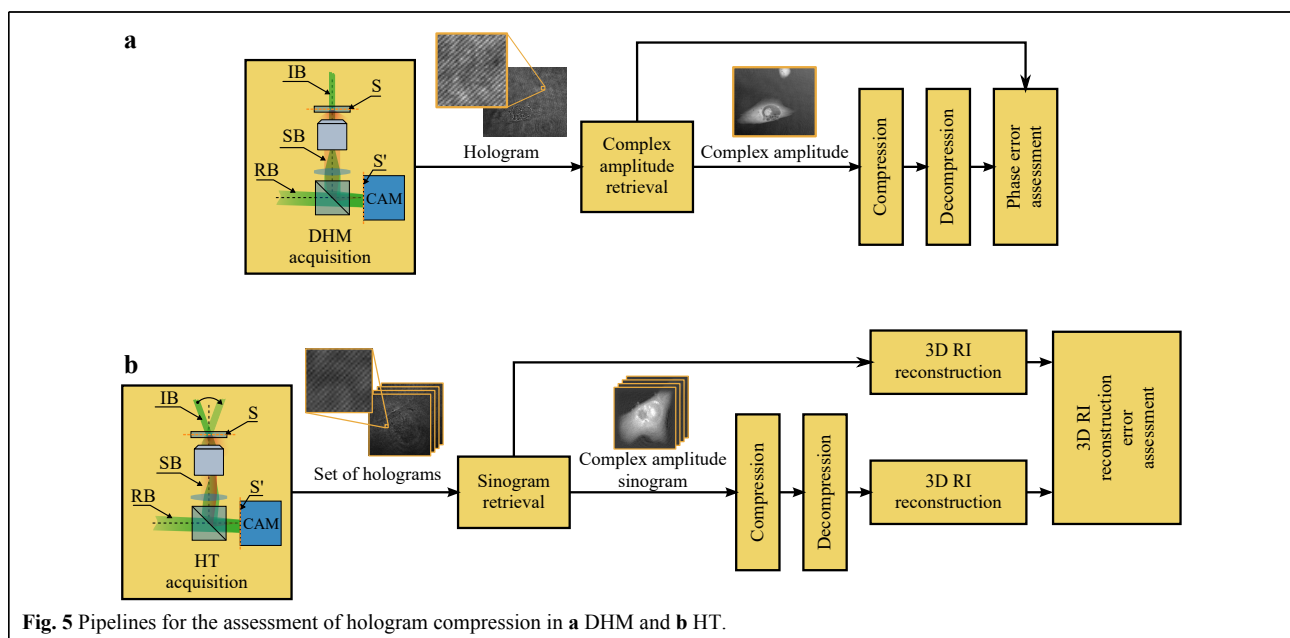 a
IB
S
SB
S'
RB
CAM
DHM
acquisition
Hologram
Complex
amplitude
retrieval
Complex amplitude
Compression
Decompression
Phase error
assessment
b
IB
S
SB
S'
RB
CAM
HT
acquisition
Set of holograms
Sinogram
retrieval
Complex amplitude
sinogram
Compression
Decompression
3D RI
reconstruction
3D RI
reconstruction
3D RI
reconstruction
error
assessment
Fig. 5 Pipelines for the assessment of hologram compression in a DHM and b HT.